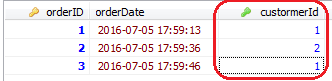 orderID orderDate custormerId
1 2016-07-05 17:59:13 1
2 2016-07-05 17:59:36 2
3 2016-07-05 17:59:46 1